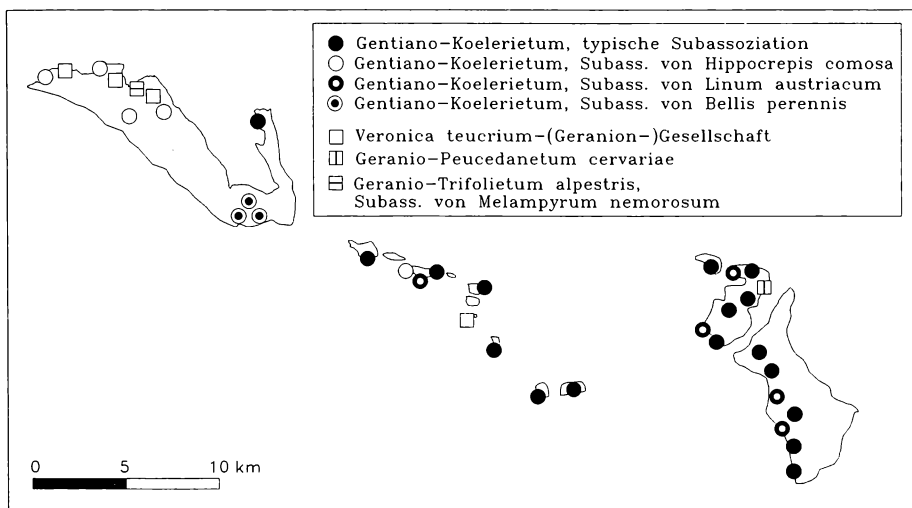 Gentiano-Koelerietum, typische Subassoziation
Gentiano-Koelerietum, Subass. von Hippocrepis comosa
Gentiano-Koelerietum, Subass. von Linum austriacum
Gentiano-Koelerietum, Subass. von Bellis perennis
Veronica teucrium-(Geranion-)Gesellschaft
Geranio-Peucedanetum cervariae
Geranio-Trifolietum alpestris,
Subass. von Melampyrum nemorosum
0 5 10 km